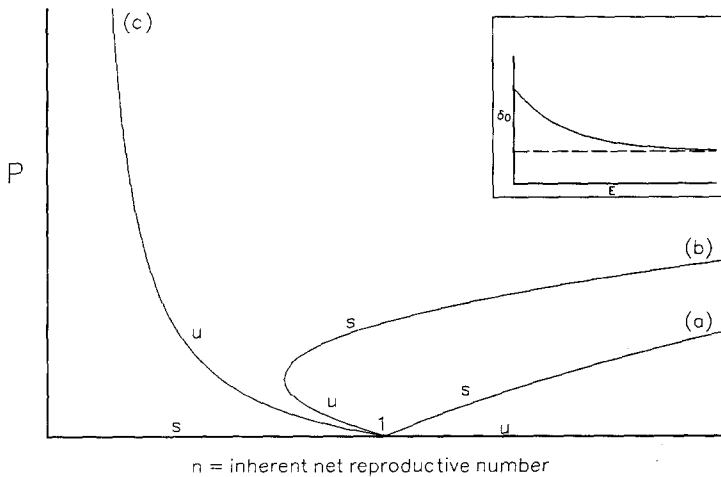 (c)
P
δ₀
E
(b)
(a)
s
s
u
u
1
s
u
n = inherent net reproductive number